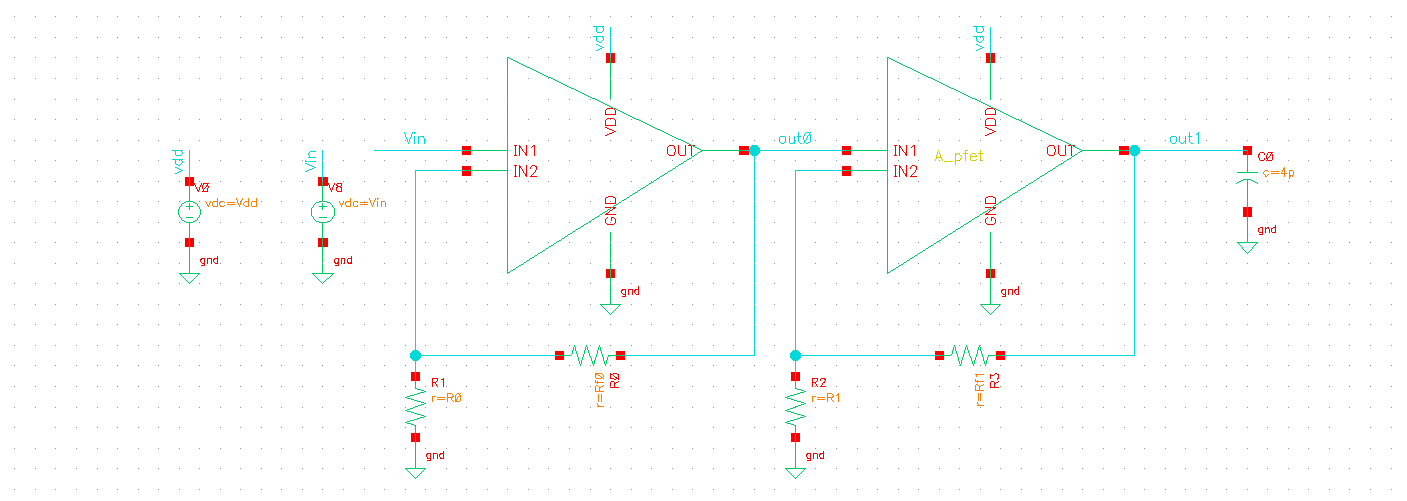 vdd
vdd
Vin
out0
out1
VDD
VDD
vdd
Vin
IN1
OUT
IN1
A_pfet
OUT
C0
IN2
IN2
c=4p
V0
vdc=Vdd
V8
vdc=Vin
GND
GND
gnd
gnd
gnd
gnd
gnd
R1
r=R0
r=Rf0
R0
R2
r=R1
r=Rf1
R3
gnd
gnd